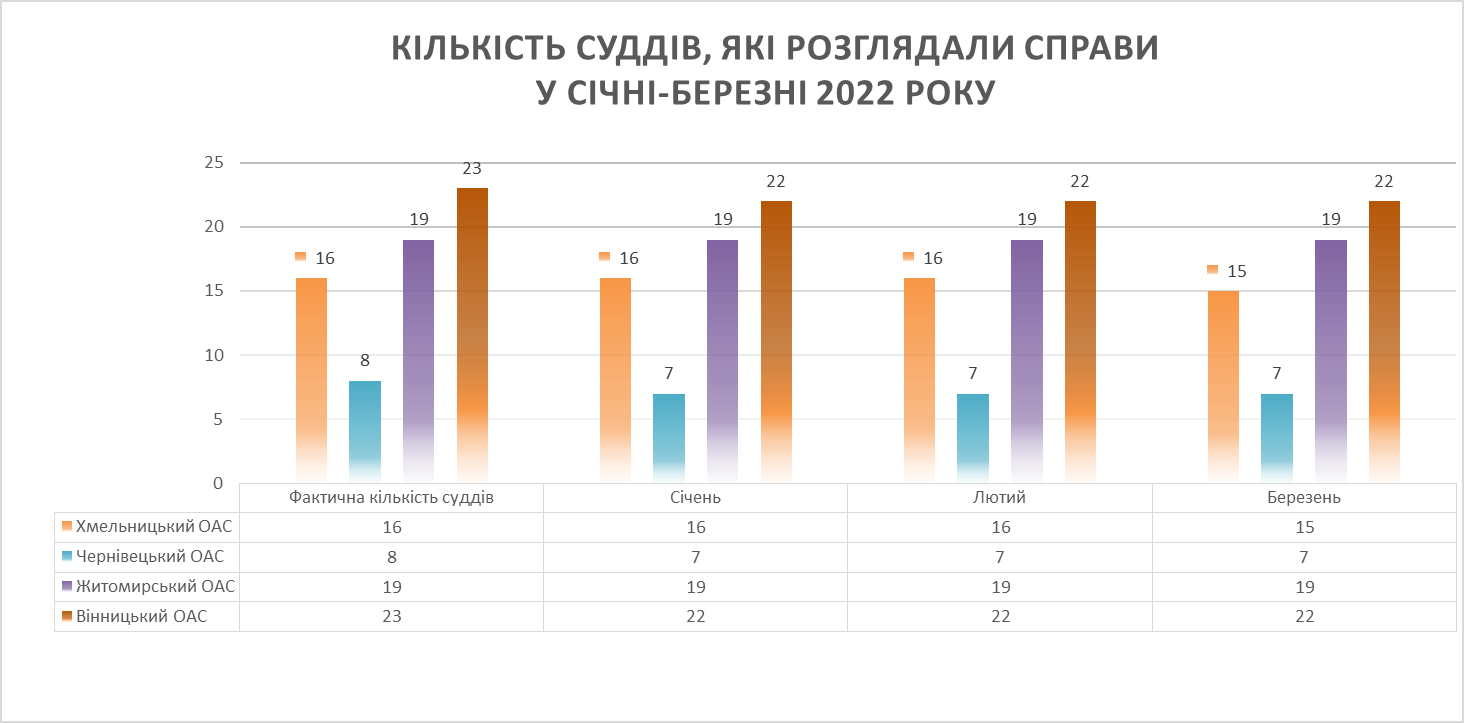 КІЛЬКІСТЬ СУДДІВ, ЯКІ РОЗГЛЯДАЛИ СПРАВИ
У СІЧНІ-БЕРЕЗНІ 2022 РОКУ
25
20
15
10
5
0
16 8 19 23
16 7 19 22
16 7 19 22
15 7 19 22
Фактична кількість суддів Січень Лютий Березень
Хмельницький ОАС 16 16 16 15
Чернівецький ОАС 8 7 7 7
Житомирський ОАС 19 19 19 19
Вінницький ОАС 23 22 22 22